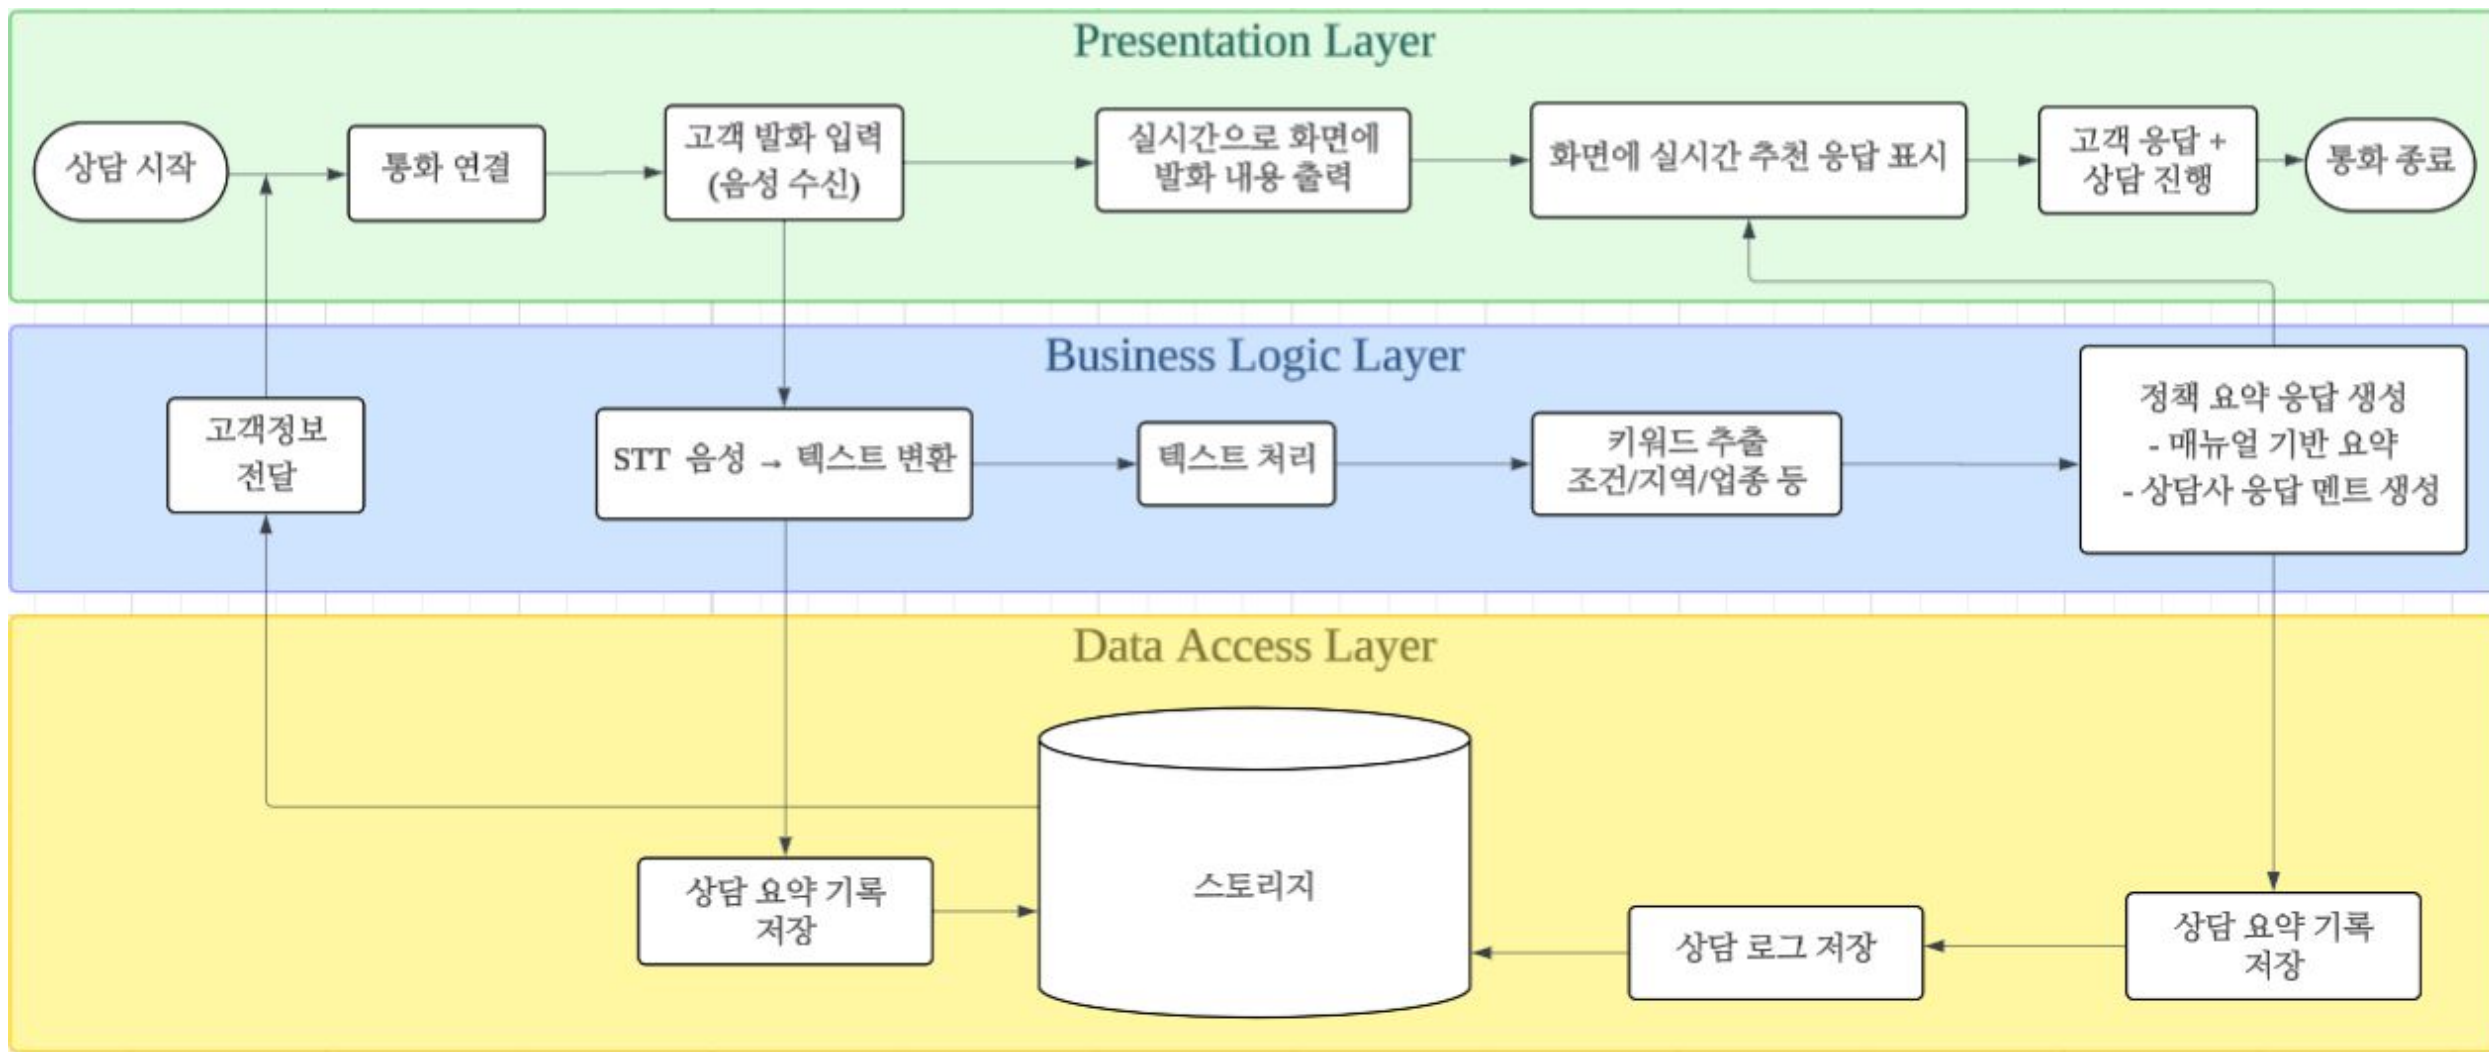 Presentation Layer
상담 시작
통화 연결
고객 발화 입력
(음성 수신)
실시간으로 화면에
발화 내용 출력
화면에 실시간 추천 응답 표시
고객 응답 +
상담 진행
통화 종료
Business Logic Layer
고객정보
전달
STT 음성 → 텍스트 변환
텍스트 처리
키워드 추출
조건/지역/업종 등
정책 요약 응답 생성
- 매뉴얼 기반 요약
- 상담사 응답 멘트 생성
Data Access Layer
상담 요약 기록
저장
스토리지
상담 로그 저장
상담 요약 기록
저장